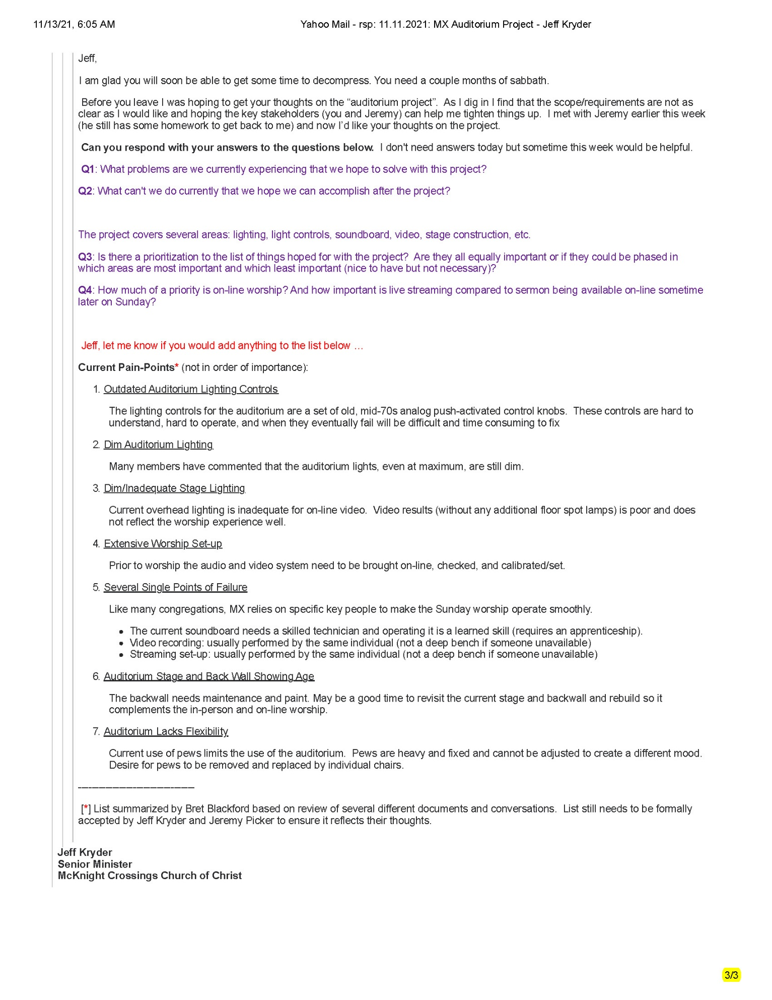 11/13/21, 6:05 AM
Yahoo Mail - rsp: 11.11.2021: MX Auditorium Project - Jeff Kryder
Jeff,
I am glad you will soon be able to get some time to decompress. You need a couple months of sabbath.
Before you leave I was hoping to get your thoughts on the “auditorium project”.  As I dig in I find that the scope/requirements are not as
clear as I would like and hoping the key stakeholders (you and Jeremy) can help me tighten things up.  I met with Jeremy earlier this week
(he still has some homework to get back to me) and now I’d like your thoughts on the project.
Can you respond with your answers to the questions below.  I don't need answers today but sometime this week would be helpful.
Q1: What problems are we currently experiencing that we hope to solve with this project?
Q2: What can't we do currently that we hope we can accomplish after the project?
The project covers several areas: lighting, light controls, soundboard, video, stage construction, etc.
Q3: Is there a prioritization to the list of things hoped for with the project?  Are they all equally important or if they could be phased in
which areas are most important and which least important (nice to have but not necessary)?
Q4: How much of a priority is on-line worship? And how important is live streaming compared to sermon being available on-line sometime
later on Sunday?
Jeff, let me know if you would add anything to the list below …
Current Pain-Points* (not in order of importance):
1. Outdated Auditorium Lighting Controls
The lighting controls for the auditorium are a set of old, mid-70s analog push-activated control knobs.  These controls are hard to
understand, hard to operate, and when they eventually fail will be difficult and time consuming to fix
2. Dim Auditorium Lighting
Many members have commented that the auditorium lights, even at maximum, are still dim.
3. Dim/Inadequate Stage Lighting
Current overhead lighting is inadequate for on-line video.  Video results (without any additional floor spot lamps) is poor and does
not reflect the worship experience well.
4. Extensive Worship Set-up
Prior to worship the audio and video system need to be brought on-line, checked, and calibrated/set.
5. Several Single Points of Failure
Like many congregations, MX relies on specific key people to make the Sunday worship operate smoothly.
• The current soundboard needs a skilled technician and operating it is a learned skill (requires an apprenticeship).
• Video recording: usually performed by the same individual (not a deep bench if someone unavailable)
• Streaming set-up: usually performed by the same individual (not a deep bench if someone unavailable)
6. Auditorium Stage and Back Wall Showing Age
The backwall needs maintenance and paint. May be a good time to revisit the current stage and backwall and rebuild so it
complements the in-person and on-line worship.
7. Auditorium Lacks Flexibility
Current use of pews limits the use of the auditorium.  Pews are heavy and fixed and cannot be adjusted to create a different mood.
Desire for pews to be removed and replaced by individual chairs.
-----------------------------------
[*] List summarized by Bret Blackford based on review of several different documents and conversations.  List still needs to be formally
accepted by Jeff Kryder and Jeremy Picker to ensure it reflects their thoughts.
Jeff Kryder
Senior Minister
McKnight Crossings Church of Christ
3/3